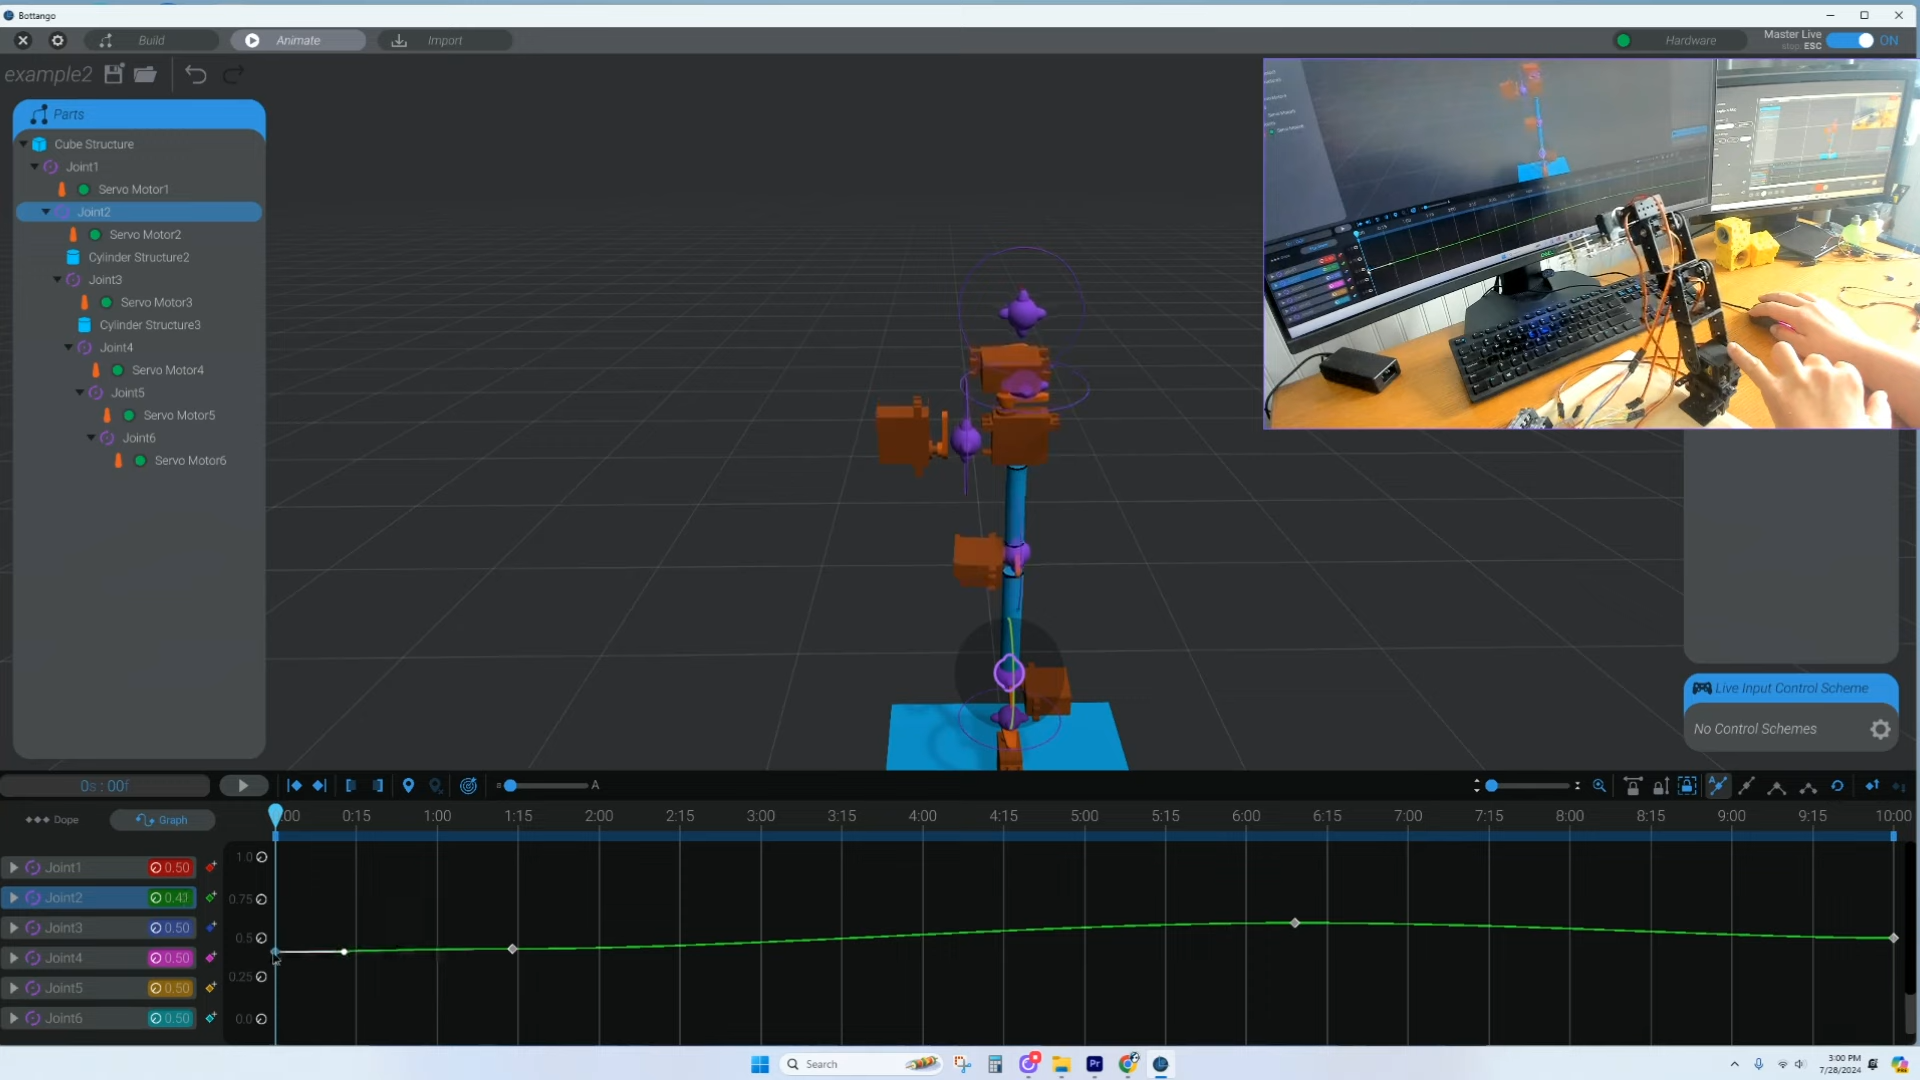 Bottango
Build
Animate
Import
Hardware
Master Live
stop: ESC
ON
example2
Parts
Cube Structure
Joint1
Servo Motor1
Joint2
Servo Motor2
Cylinder Structure2
Joint3
Servo Motor3
Cylinder Structure3
Joint4
Servo Motor4
Joint5
Servo Motor5
Joint6
Servo Motor6
Live Input Control Scheme
No Control Schemes
0s : 00f
A
Dope
Graph
:00 0:15 1:00 1:15 2:00 2:15 3:00 3:15 4:00 4:15 5:00 5:15 6:00 6:15 7:00 7:15 8:00 8:15 9:00 9:15 10:00
Joint1 0.50
Joint2 0.41
Joint3 0.50
Joint4 0.50
Joint5 0.50
Joint6 0.50
1.0
0.75
0.5
0.25
0.0
Search
Pr
3:00 PM
7/28/2024